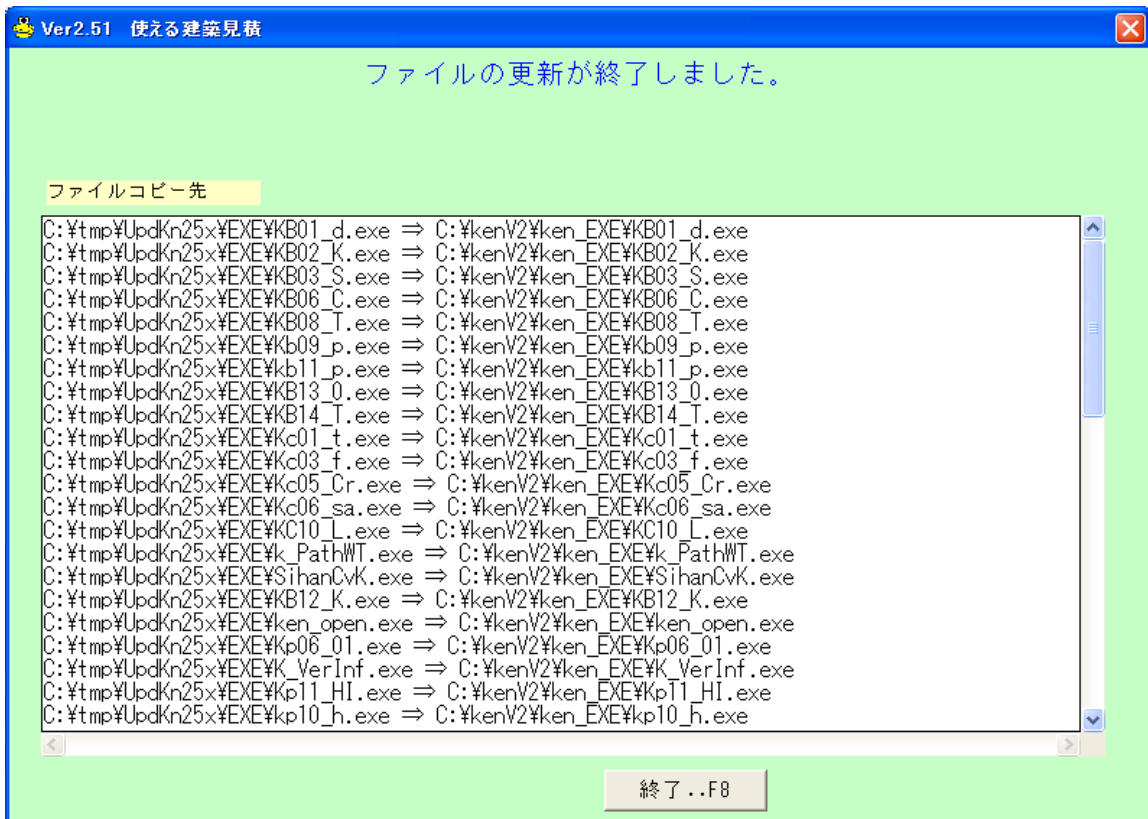 Ver2.51 使える建築見積
ファイルの更新が終了しました。
ファイルコピー先
C:¥tmp¥UpdKn25x¥EXE¥KB01_d.exe ⇒ C:¥kenV2¥ken_EXE¥KB01_d.exe
C:¥tmp¥UpdKn25x¥EXE¥KB02_K.exe ⇒ C:¥kenV2¥ken_EXE¥KB02_K.exe
C:¥tmp¥UpdKn25x¥EXE¥KB03_S.exe ⇒ C:¥kenV2¥ken_EXE¥KB03_S.exe
C:¥tmp¥UpdKn25x¥EXE¥KB06_C.exe ⇒ C:¥kenV2¥ken_EXE¥KB06_C.exe
C:¥tmp¥UpdKn25x¥EXE¥KB08_T.exe ⇒ C:¥kenV2¥ken_EXE¥KB08_T.exe
C:¥tmp¥UpdKn25x¥EXE¥Kb09_p.exe ⇒ C:¥kenV2¥ken_EXE¥Kb09_p.exe
C:¥tmp¥UpdKn25x¥EXE¥kb11_p.exe ⇒ C:¥kenV2¥ken_EXE¥kb11_p.exe
C:¥tmp¥UpdKn25x¥EXE¥KB13_0.exe ⇒ C:¥kenV2¥ken_EXE¥KB13_0.exe
C:¥tmp¥UpdKn25x¥EXE¥KB14_T.exe ⇒ C:¥kenV2¥ken_EXE¥KB14_T.exe
C:¥tmp¥UpdKn25x¥EXE¥Kc01_t.exe ⇒ C:¥kenV2¥ken_EXE¥Kc01_t.exe
C:¥tmp¥UpdKn25x¥EXE¥Kc03_f.exe ⇒ C:¥kenV2¥ken_EXE¥Kc03_f.exe
C:¥tmp¥UpdKn25x¥EXE¥Kc05_Cr.exe ⇒ C:¥kenV2¥ken_EXE¥Kc05_Cr.exe
C:¥tmp¥UpdKn25x¥EXE¥Kc06_sa.exe ⇒ C:¥kenV2¥ken_EXE¥Kc06_sa.exe
C:¥tmp¥UpdKn25x¥EXE¥KC10_L.exe ⇒ C:¥kenV2¥ken_EXE¥KC10_L.exe
C:¥tmp¥UpdKn25x¥EXE¥k_PathWT.exe ⇒ C:¥kenV2¥ken_EXE¥k_PathWT.exe
C:¥tmp¥UpdKn25x¥EXE¥SihanCvK.exe ⇒ C:¥kenV2¥ken_EXE¥SihanCvK.exe
C:¥tmp¥UpdKn25x¥EXE¥KB12_K.exe ⇒ C:¥kenV2¥ken_EXE¥KB12_K.exe
C:¥tmp¥UpdKn25x¥EXE¥ken_open.exe ⇒ C:¥kenV2¥ken_EXE¥ken_open.exe
C:¥tmp¥UpdKn25x¥EXE¥Kp06_01.exe ⇒ C:¥kenV2¥ken_EXE¥Kp06_01.exe
C:¥tmp¥UpdKn25x¥EXE¥K_VerInf.exe ⇒ C:¥kenV2¥ken_EXE¥K_VerInf.exe
C:¥tmp¥UpdKn25x¥EXE¥Kp11_HI.exe ⇒ C:¥kenV2¥ken_EXE¥Kp11_HI.exe
C:¥tmp¥UpdKn25x¥EXE¥kp10_h.exe ⇒ C:¥kenV2¥ken_EXE¥kp10_h.exe
終了..F8